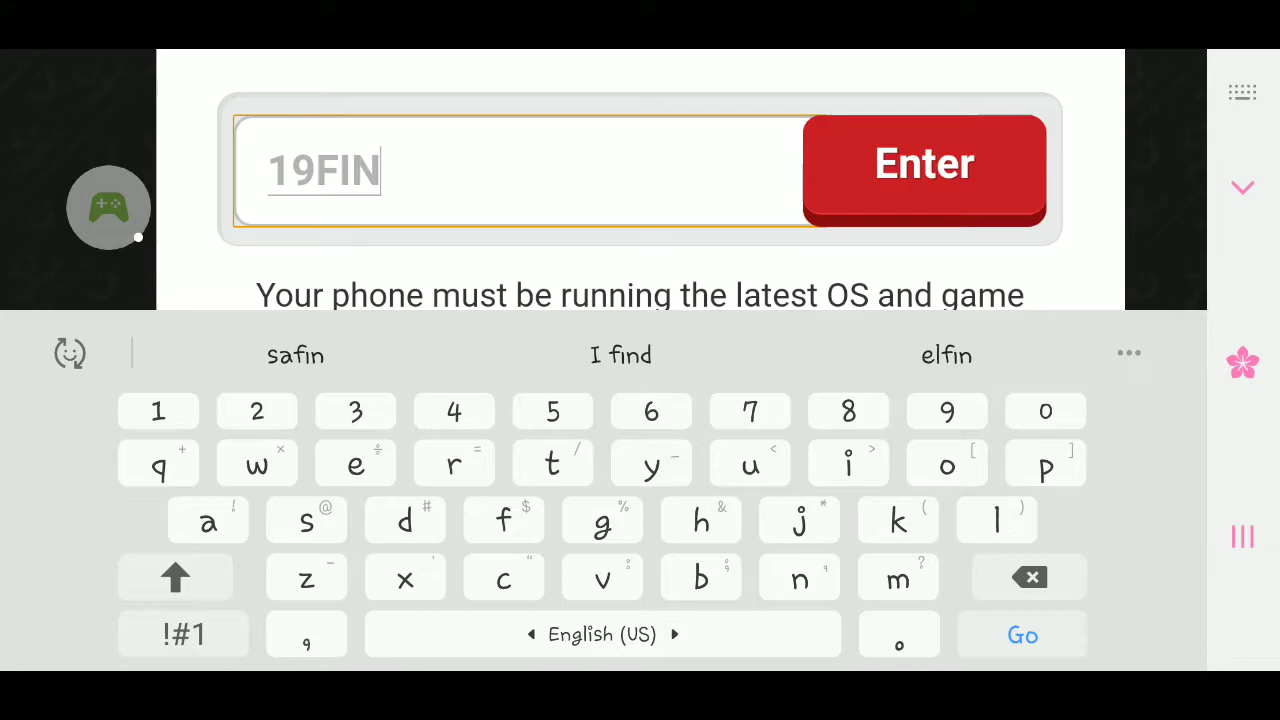 19FIN
Enter
Your phone must be running the latest OS and game
safin I find elfin
1 2 3 4 5 6 7 8 9 0
+ × ÷ = / _ < > [ ]
q w e r t y u i o p
! @ # $ % & * ( )
a s d f g h j k l
- ' " : ; , ?
z x c v b n m
!#1 , English (US) . Go